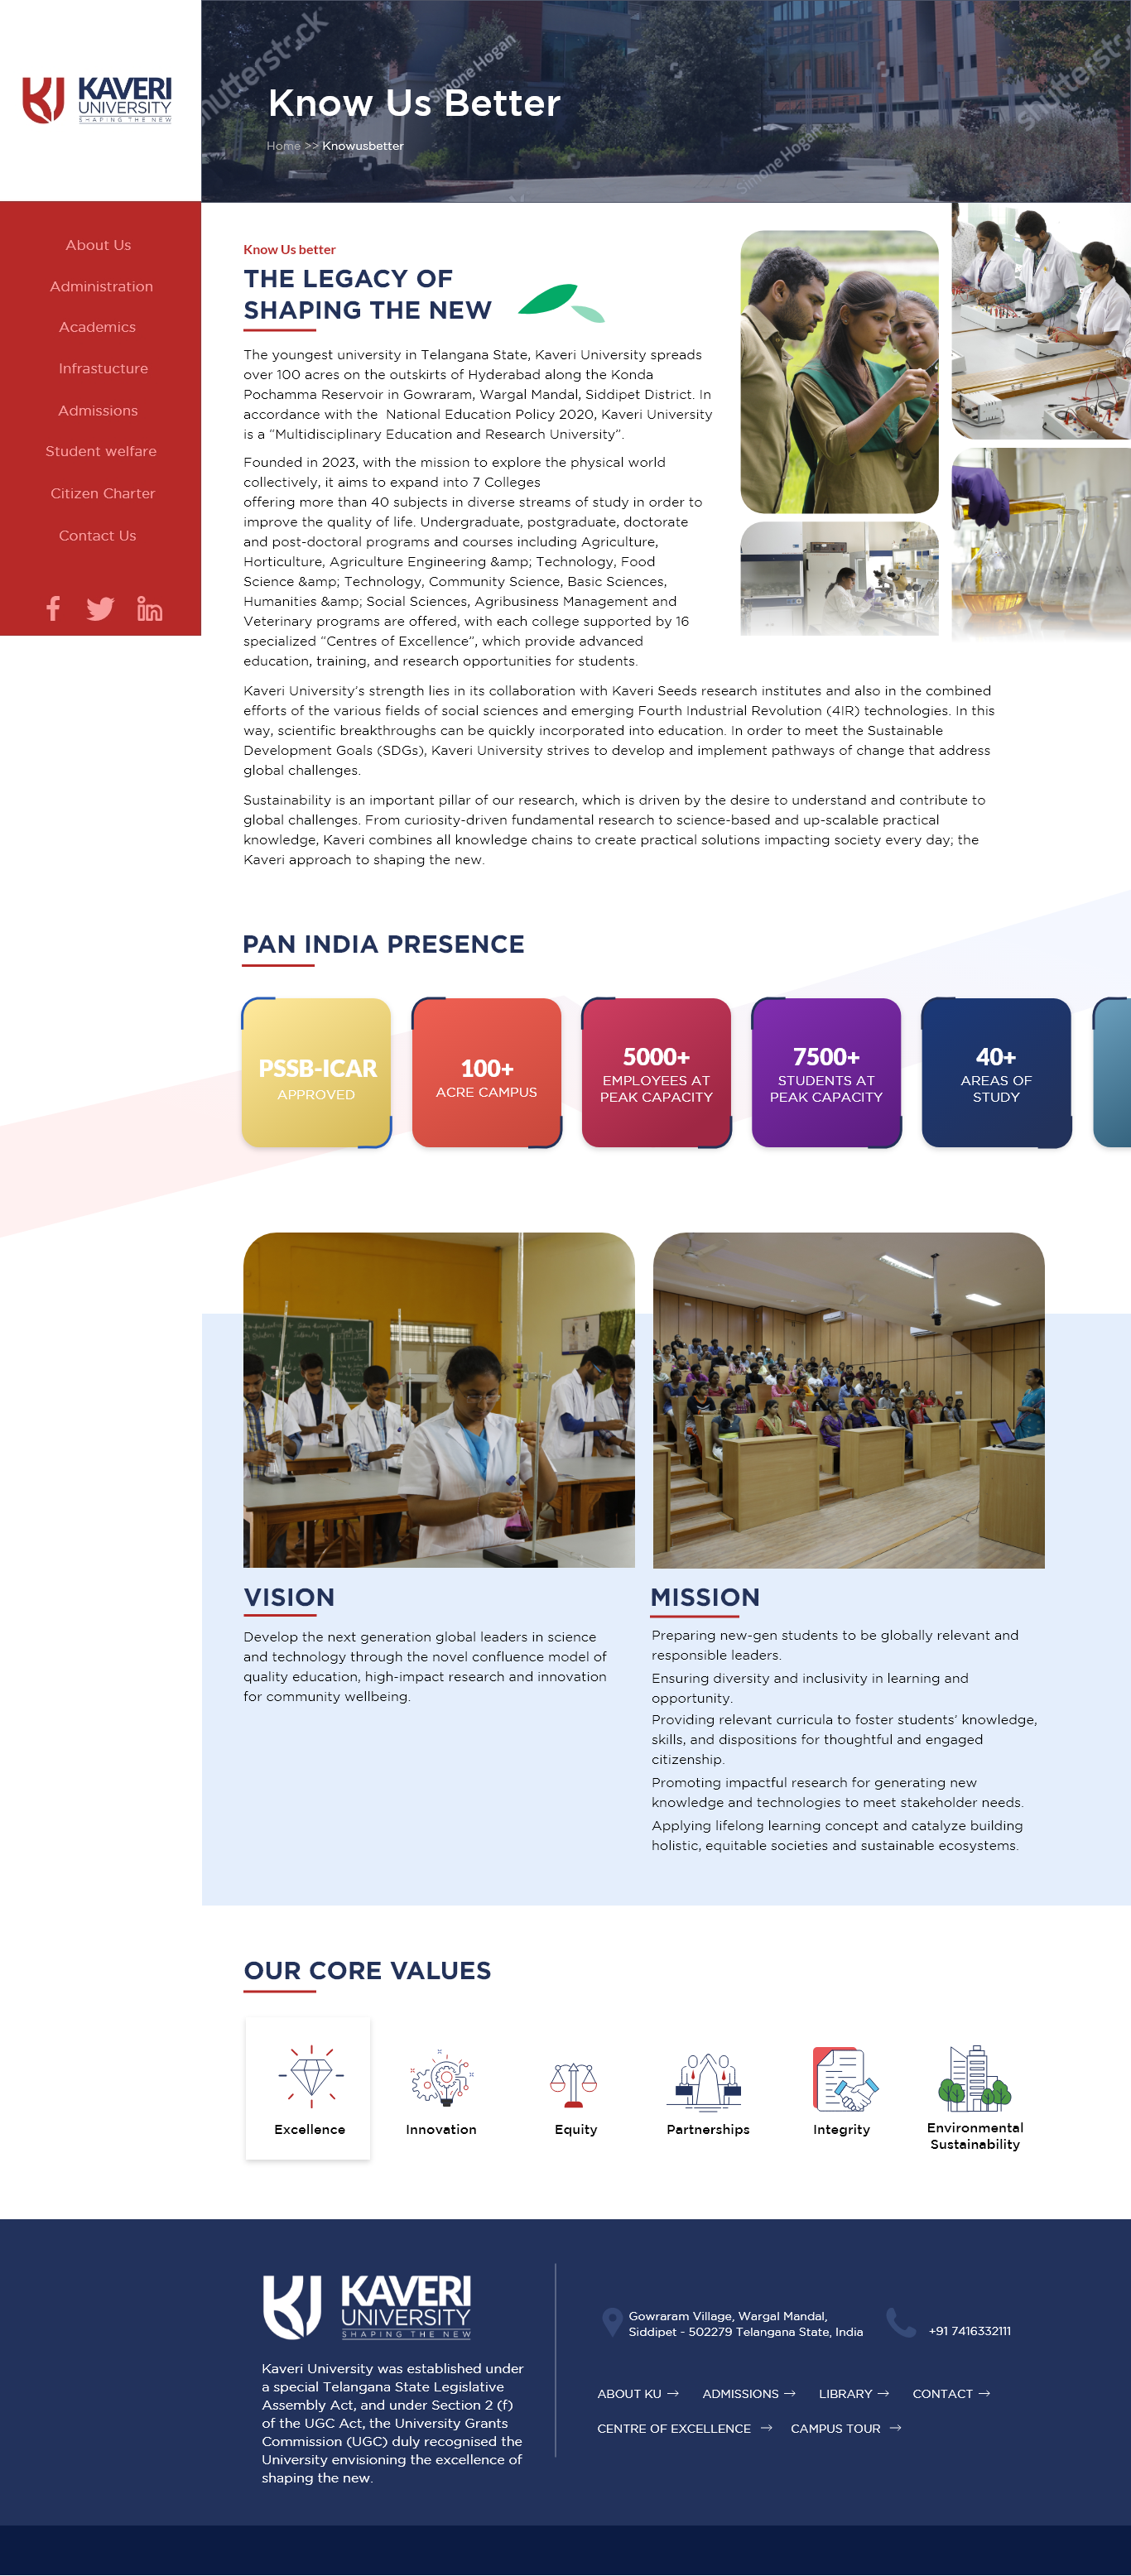 KAVERI
UNIVERSITY
SHAPING THE NEW
shutterstock
Simone Hogan
Simone Hogan
shutterstock
Know Us Better
Home >> Knowusbetter
About Us
Administration
Academics
Infrastucture
Admissions
Student welfare
Citizen Charter
Contact Us
Know Us better
THE LEGACY OF
SHAPING THE NEW
The youngest university in Telangana State, Kaveri University spreads
over 100 acres on the outskirts of Hyderabad along the Konda
Pochamma Reservoir in Gowraram, Wargal Mandal, Siddipet District. In
accordance with the National Education Policy 2020, Kaveri University
is a “Multidisciplinary Education and Research University”.
Founded in 2023, with the mission to explore the physical world
collectively, it aims to expand into 7 Colleges
offering more than 40 subjects in diverse streams of study in order to
improve the quality of life. Undergraduate, postgraduate, doctorate
and post-doctoral programs and courses including Agriculture,
Horticulture, Agriculture Engineering &amp; Technology, Food
Science &amp; Technology, Community Science, Basic Sciences,
Humanities &amp; Social Sciences, Agribusiness Management and
Veterinary programs are offered, with each college supported by 16
specialized “Centres of Excellence”, which provide advanced
education, training, and research opportunities for students.
Kaveri University’s strength lies in its collaboration with Kaveri Seeds research institutes and also in the combined
efforts of the various fields of social sciences and emerging Fourth Industrial Revolution (4IR) technologies. In this
way, scientific breakthroughs can be quickly incorporated into education. In order to meet the Sustainable
Development Goals (SDGs), Kaveri University strives to develop and implement pathways of change that address
global challenges.
Sustainability is an important pillar of our research, which is driven by the desire to understand and contribute to
global challenges. From curiosity-driven fundamental research to science-based and up-scalable practical
knowledge, Kaveri combines all knowledge chains to create practical solutions impacting society every day; the
Kaveri approach to shaping the new.
PAN INDIA PRESENCE
PSSB-ICAR
APPROVED
100+
ACRE CAMPUS
5000+
EMPLOYEES AT
PEAK CAPACITY
7500+
STUDENTS AT
PEAK CAPACITY
40+
AREAS OF
STUDY
VISION
Develop the next generation global leaders in science
and technology through the novel confluence model of
quality education, high-impact research and innovation
for community wellbeing.
MISSION
Preparing new-gen students to be globally relevant and
responsible leaders.
Ensuring diversity and inclusivity in learning and
opportunity.
Providing relevant curricula to foster students’ knowledge,
skills, and dispositions for thoughtful and engaged
citizenship.
Promoting impactful research for generating new
knowledge and technologies to meet stakeholder needs.
Applying lifelong learning concept and catalyze building
holistic, equitable societies and sustainable ecosystems.
OUR CORE VALUES
Excellence
Innovation
Equity
Partnerships
Integrity
Environmental
Sustainability
KAVERI
UNIVERSITY
SHAPING THE NEW
Kaveri University was established under
a special Telangana State Legislative
Assembly Act, and under Section 2 (f)
of the UGC Act, the University Grants
Commission (UGC) duly recognised the
University envisioning the excellence of
shaping the new.
Gowraram Village, Wargal Mandal,
Siddipet - 502279 Telangana State, India
+91 7416332111
ABOUT KU → ADMISSIONS → LIBRARY → CONTACT →
CENTRE OF EXCELLENCE → CAMPUS TOUR →